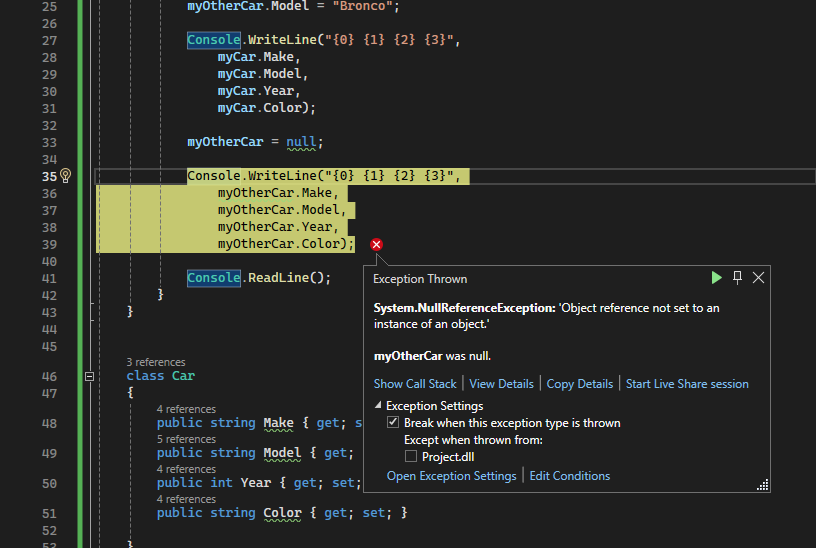 25 myOtherCar.Model = "Bronco";
26
27 Console.WriteLine("{0} {1} {2} {3}",
28 myCar.Make,
29 myCar.Model,
30 myCar.Year,
31 myCar.Color);
32
33 myOtherCar = null;
34
35 Console.WriteLine("{0} {1} {2} {3}",
36 myOtherCar.Make,
37 myOtherCar.Model,
38 myOtherCar.Year,
39 myOtherCar.Color);
40
41 Console.ReadLine();
42 }
43 }
44
45
3 references
46 class Car
47 {
4 references
48 public string Make { get; s
5 references
49 public string Model { get;
4 references
50 public int Year { get; set;
4 references
51 public string Color { get; set; }
52
53 }
Exception Thrown
System.NullReferenceException: 'Object reference not set to an
instance of an object.'
myOtherCar was null.
Show Call Stack | View Details | Copy Details | Start Live Share session
Exception Settings
Break when this exception type is thrown
Except when thrown from:
Project.dll
Open Exception Settings | Edit Conditions